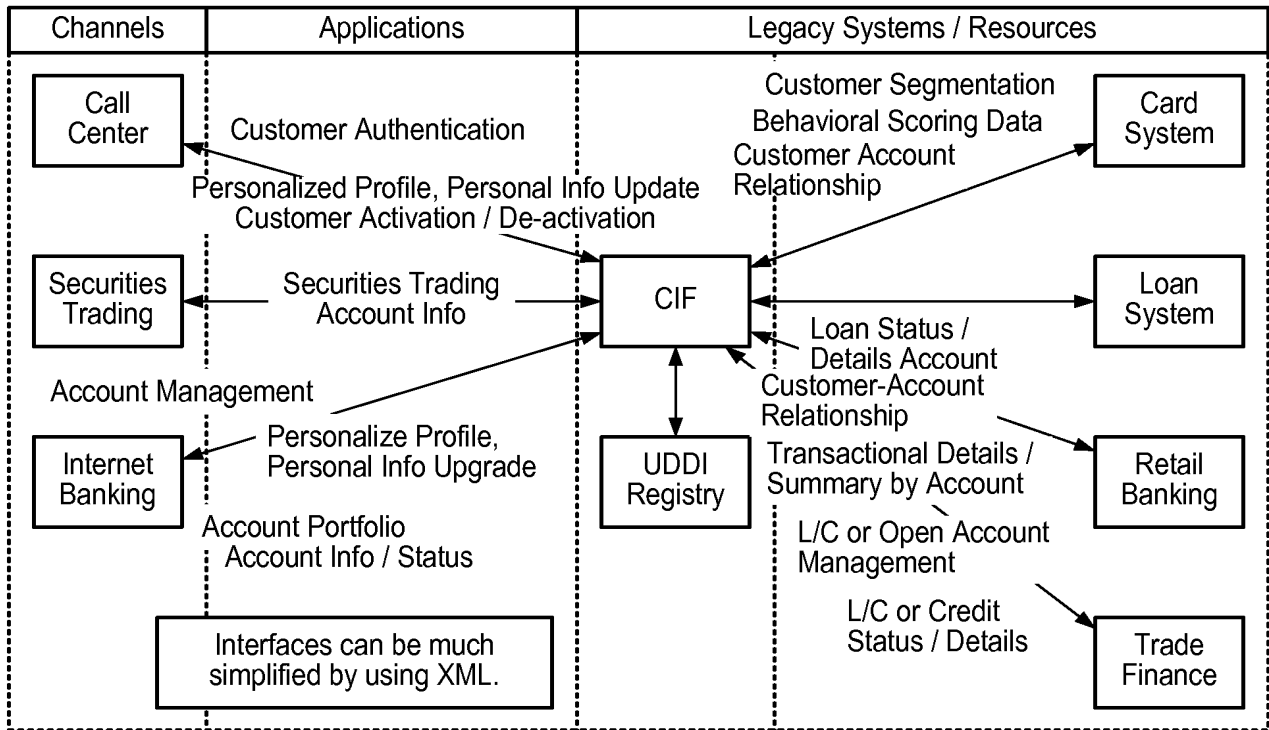 Channels
Applications
Legacy Systems / Resources
Call
Center
Customer Authentication
Personalized Profile, Personal Info Update
Customer Activation / De-activation
Customer Segmentation
Behavioral Scoring Data
Customer Account
Relationship
Card
System
Securities
Trading
Securities Trading
Account Info
CIF
Loan
System
Loan Status /
Details Account
Customer-Account
Relationship
Account Management
Internet
Banking
Personalize Profile,
Personal Info Upgrade
UDDI
Registry
Transactional Details /
Summary by Account
Retail
Banking
Account Portfolio
Account Info / Status
L/C or Open Account
Management
L/C or Credit
Status / Details
Trade
Finance
Interfaces can be much
simplified by using XML.